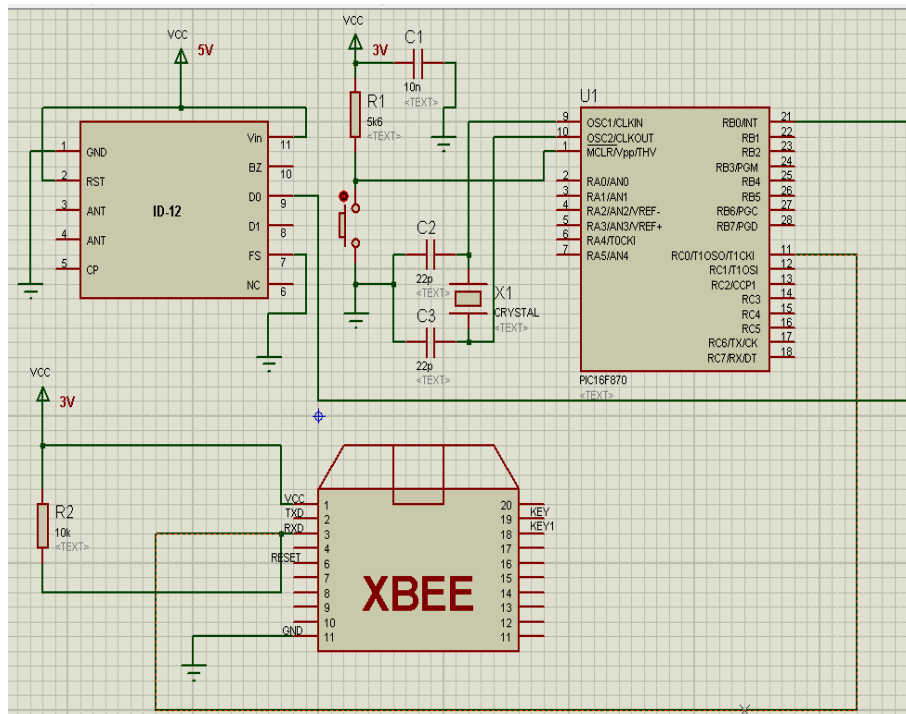 VCC
5V
VCC
3V
C1
10n
<TEXT>
R1
5k6
<TEXT>
ID-12
1
GND
2
RST
3
ANT
4
ANT
5
CP
Vin
11
BZ
10
D0
9
D1
8
FS
7
NC
6
C2
22p
<TEXT>
C3
22p
<TEXT>
X1
CRYSTAL
<TEXT>
U1
9
OSC1/CLKIN
10
OSC2/CLKOUT
1
MCLR/Vpp/THV
2
RA0/AN0
3
RA1/AN1
4
RA2/AN2/VREF-
5
RA3/AN3/VREF+
6
RA4/T0CKI
7
RA5/AN4
RB0/INT
21
RB1
22
RB2
23
RB3/PGM
24
RB4
25
RB5
26
RB6/PGC
27
RB7/PGD
28
RC0/T1OSO/T1CKI
11
RC1/T1OSI
12
RC2/CCP1
13
RC3
14
RC4
15
RC5
16
RC6/TX/CK
17
RC7/RX/DT
18
PIC16F870
<TEXT>
VCC
3V
R2
10k
<TEXT>
VCC
1
TXD
2
RXD
3
4
RESET
6
7
8
9
10
GND
11
XBEE
20
KEY
19
KEY1
18
17
16
15
14
13
12
11